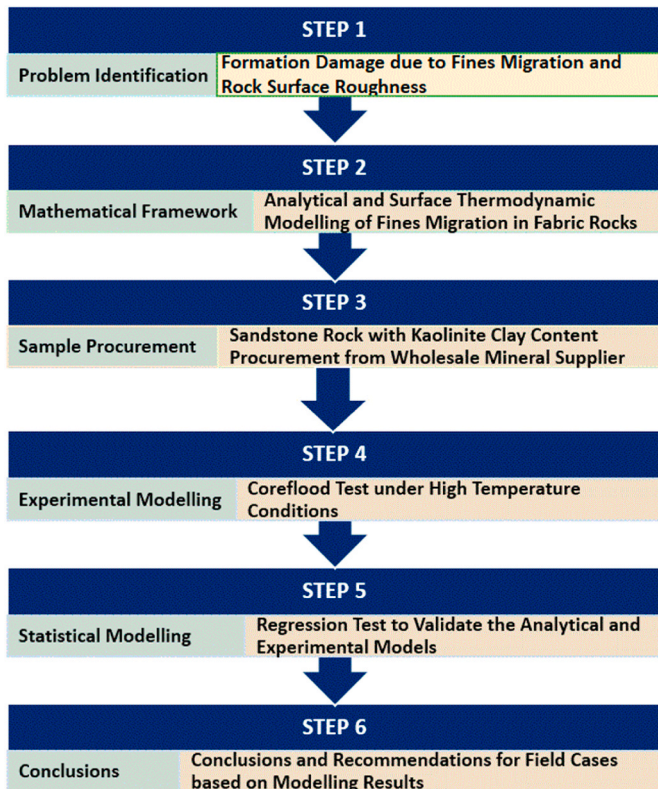 STEP 1
Problem Identification
Formation Damage due to Fines Migration and
Rock Surface Roughness
STEP 2
Mathematical Framework
Analytical and Surface Thermodynamic
Modelling of Fines Migration in Fabric Rocks
STEP 3
Sample Procurement
Sandstone Rock with Kaolinite Clay Content
Procurement from Wholesale Mineral Supplier
STEP 4
Experimental Modelling
Coreflood Test under High Temperature
Conditions
STEP 5
Statistical Modelling
Regression Test to Validate the Analytical and
Experimental Models
STEP 6
Conclusions
Conclusions and Recommendations for Field Cases
based on Modelling Results